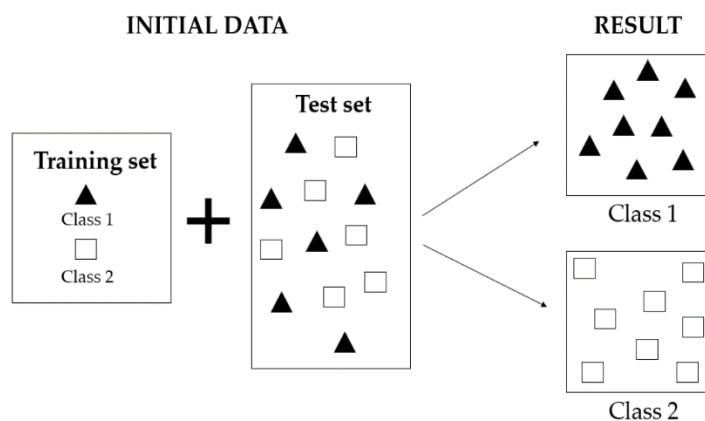 INITIAL DATA
RESULT
Training set
Class 1
Class 2
Test set
Class 1
Class 2